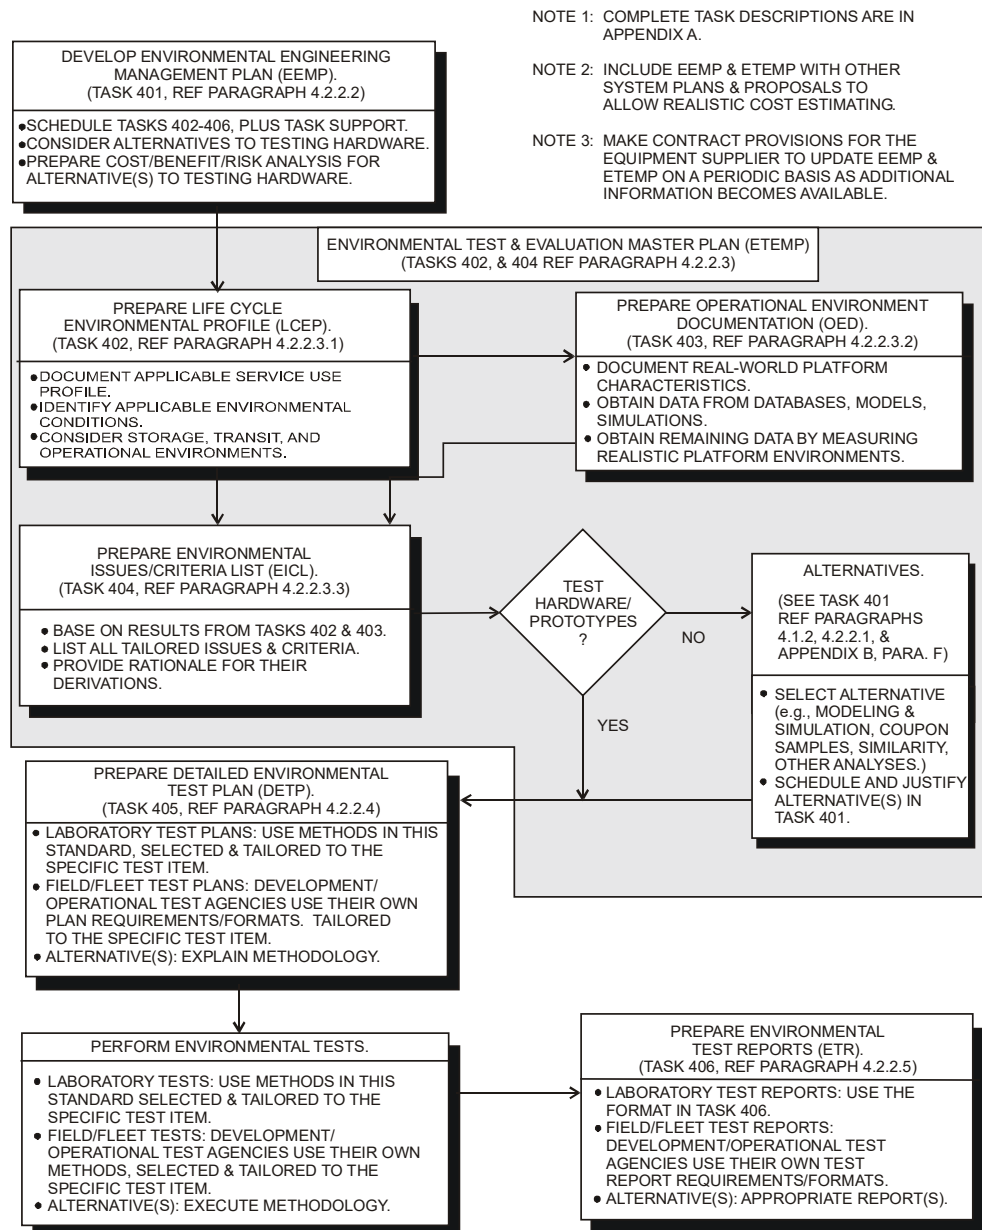 NOTE 1: COMPLETE TASK DESCRIPTIONS ARE IN
APPENDIX A.
NOTE 2: INCLUDE EEMP & ETEMP WITH OTHER
SYSTEM PLANS & PROPOSALS TO
ALLOW REALISTIC COST ESTIMATING.
NOTE 3: MAKE CONTRACT PROVISIONS FOR THE
EQUIPMENT SUPPLIER TO UPDATE EEMP &
ETEMP ON A PERIODIC BASIS AS ADDITIONAL
INFORMATION BECOMES AVAILABLE.
DEVELOP ENVIRONMENTAL ENGINEERING
MANAGEMENT PLAN (EEMP).
(TASK 401, REF PARAGRAPH 4.2.2.2)
●SCHEDULE TASKS 402-406, PLUS TASK SUPPORT.
●CONSIDER ALTERNATIVES TO TESTING HARDWARE.
●PREPARE COST/BENEFIT/RISK ANALYSIS FOR
ALTERNATIVE(S) TO TESTING HARDWARE.
ENVIRONMENTAL TEST & EVALUATION MASTER PLAN (ETEMP)
(TASKS 402, & 404 REF PARAGRAPH 4.2.2.3)
PREPARE LIFE CYCLE
ENVIRONMENTAL PROFILE (LCEP).
(TASK 402, REF PARAGRAPH 4.2.2.3.1)
●DOCUMENT APPLICABLE SERVICE USE
PROFILE.
●IDENTIFY APPLICABLE ENVIRONMENTAL
CONDITIONS.
●CONSIDER STORAGE, TRANSIT, AND
OPERATIONAL ENVIRONMENTS.
PREPARE OPERATIONAL ENVIRONMENT
DOCUMENTATION (OED).
(TASK 403, REF PARAGRAPH 4.2.2.3.2)
● DOCUMENT REAL-WORLD PLATFORM
CHARACTERISTICS.
● OBTAIN DATA FROM DATABASES, MODELS,
SIMULATIONS.
● OBTAIN REMAINING DATA BY MEASURING
REALISTIC PLATFORM ENVIRONMENTS.
PREPARE ENVIRONMENTAL
ISSUES/CRITERIA LIST (EICL).
(TASK 404, REF PARAGRAPH 4.2.2.3.3)
● BASE ON RESULTS FROM TASKS 402 & 403.
● LIST ALL TAILORED ISSUES & CRITERIA.
● PROVIDE RATIONALE FOR THEIR
DERIVATIONS.
TEST
HARDWARE/
PROTOTYPES
?
NO
YES
ALTERNATIVES.
(SEE TASK 401
REF PARAGRAPHS
4.1.2, 4.2.2.1, &
APPENDIX B, PARA. F)
● SELECT ALTERNATIVE
(e.g., MODELING &
SIMULATION, COUPON
SAMPLES, SIMILARITY,
OTHER ANALYSES.)
● SCHEDULE AND JUSTIFY
ALTERNATIVE(S) IN
TASK 401.
PREPARE DETAILED ENVIRONMENTAL
TEST PLAN (DETP).
(TASK 405, REF PARAGRAPH 4.2.2.4)
● LABORATORY TEST PLANS: USE METHODS IN THIS
STANDARD, SELECTED & TAILORED TO THE
SPECIFIC TEST ITEM.
● FIELD/FLEET TEST PLANS: DEVELOPMENT/
OPERATIONAL TEST AGENCIES USE THEIR OWN
PLAN REQUIREMENTS/FORMATS. TAILORED
TO THE SPECIFIC TEST ITEM.
● ALTERNATIVE(S): EXPLAIN METHODOLOGY.
PERFORM ENVIRONMENTAL TESTS.
● LABORATORY TESTS: USE METHODS IN THIS
STANDARD SELECTED & TAILORED TO THE
SPECIFIC TEST ITEM.
● FIELD/FLEET TESTS: DEVELOPMENT/
OPERATIONAL TEST AGENCIES USE THEIR OWN
METHODS, SELECTED & TAILORED TO THE
SPECIFIC TEST ITEM.
● ALTERNATIVE(S): EXECUTE METHODOLOGY.
PREPARE ENVIRONMENTAL
TEST REPORTS (ETR).
(TASK 406, REF PARAGRAPH 4.2.2.5)
● LABORATORY TEST REPORTS: USE THE
FORMAT IN TASK 406.
● FIELD/FLEET TEST REPORTS:
DEVELOPMENT/OPERATIONAL TEST
AGENCIES USE THEIR OWN TEST
REPORT REQUIREMENTS/FORMATS.
● ALTERNATIVE(S): APPROPRIATE REPORT(S).